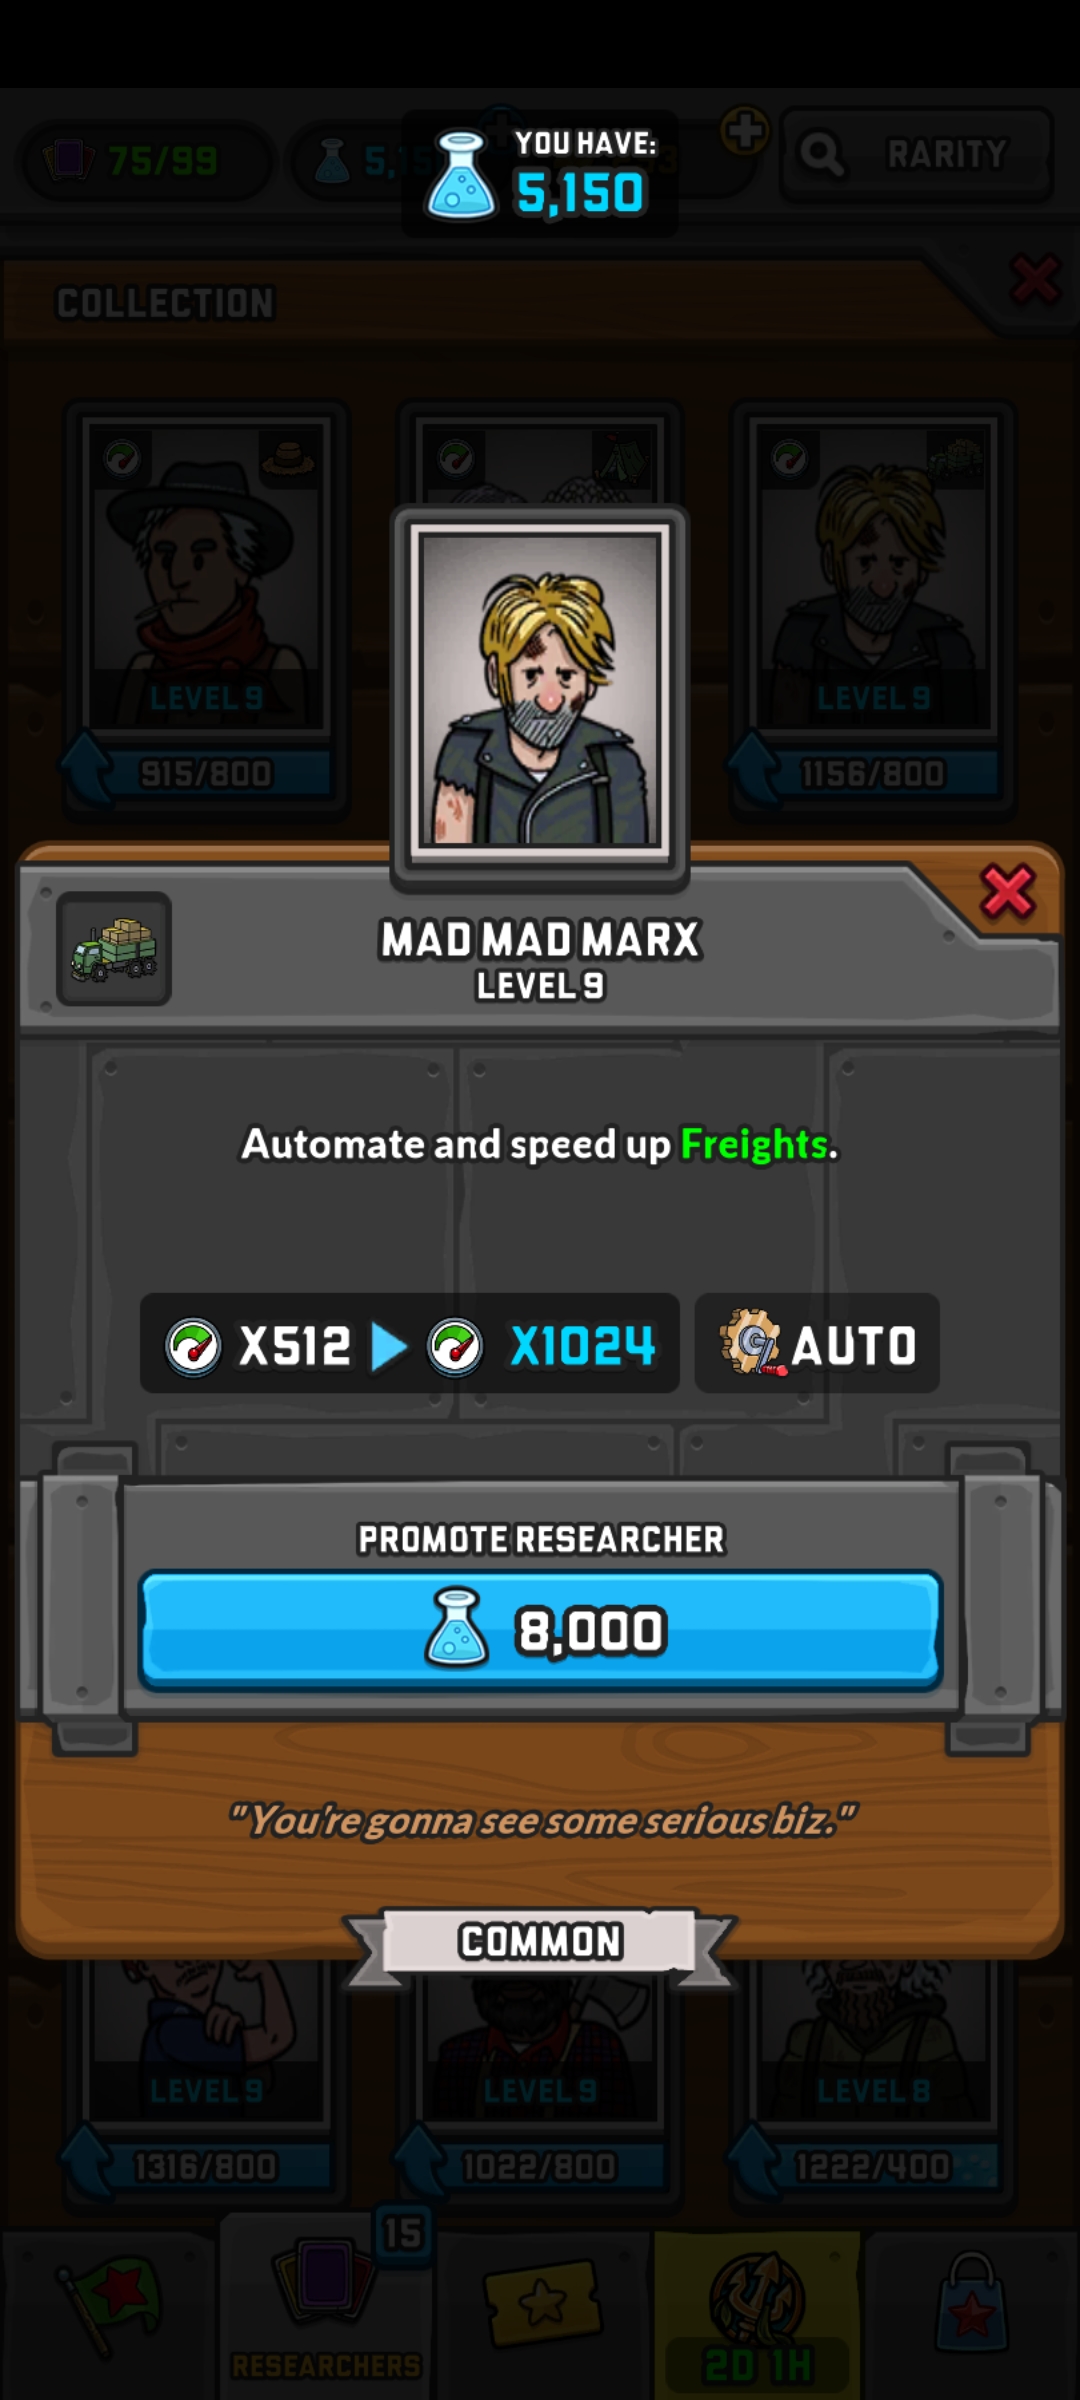 75/99
YOU HAVE:
5,150
RARITY
COLLECTION
LEVEL 9
LEVEL 9
915/800
1156/800
MAD MAD MARX
LEVEL 9
Automate and speed up Freights.
X512 X1024 AUTO
PROMOTE RESEARCHER
8,000
"You're gonna see some serious biz."
COMMON
LEVEL 9
LEVEL 9
LEVEL 8
1316/800
1022/800
1222/400
15
RESEARCHERS
2D 1H